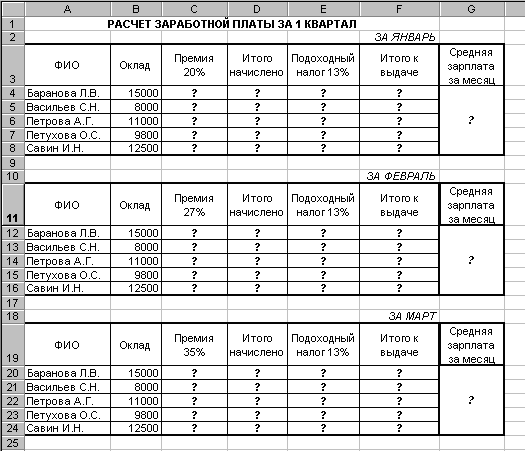 A B C D E F G
1 РАСЧЕТ ЗАРАБОТНОЙ ПЛАТЫ ЗА 1 КВАРТАЛ
2 ЗА ЯНВАРЬ
3 ФИО Оклад Премия 20% Итого начислено Подоходный налог 13% Итого к выдаче Средняя зарплата за месяц
4 Баранова Л.В. 15000 ? ? ? ?
5 Васильев С.Н. 8000 ? ? ? ?
6 Петрова А.Г. 11000 ? ? ? ? ?
7 Петухова О.С. 9800 ? ? ? ?
8 Савин И.Н. 12500 ? ? ? ?
9
10 ЗА ФЕВРАЛЬ
11 ФИО Оклад Премия 27% Итого начислено Подоходный налог 13% Итого к выдаче Средняя зарплата за месяц
12 Баранова Л.В. 15000 ? ? ? ?
13 Васильев С.Н. 8000 ? ? ? ?
14 Петрова А.Г. 11000 ? ? ? ? ?
15 Петухова О.С. 9800 ? ? ? ?
16 Савин И.Н. 12500 ? ? ? ?
17
18 ЗА МАРТ
19 ФИО Оклад Премия 35% Итого начислено Подоходный налог 13% Итого к выдаче Средняя зарплата за месяц
20 Баранова Л.В. 15000 ? ? ? ?
21 Васильев С.Н. 8000 ? ? ? ?
22 Петрова А.Г. 11000 ? ? ? ? ?
23 Петухова О.С. 9800 ? ? ? ?
24 Савин И.Н. 12500 ? ? ? ?
25